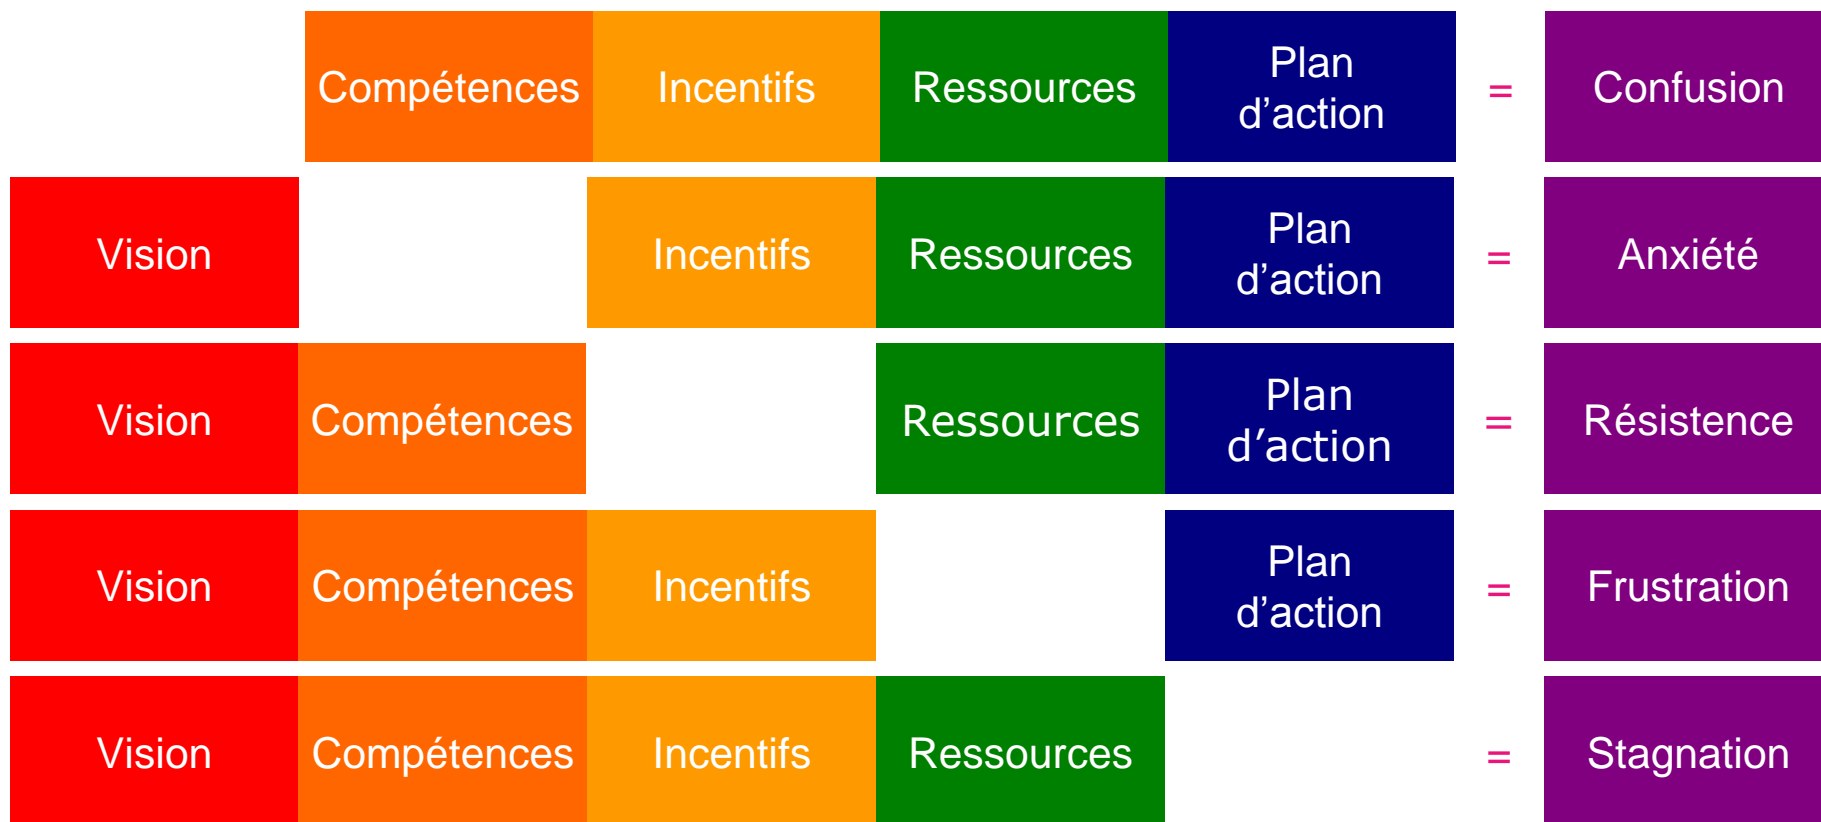 Compétences Incentifs Ressources Plan d’action = Confusion
Vision Incentifs Ressources Plan d’action = Anxiété
Vision Compétences Ressources Plan d’action = Résistence
Vision Compétences Incentifs Plan d’action = Frustration
Vision Compétences Incentifs Ressources = Stagnation